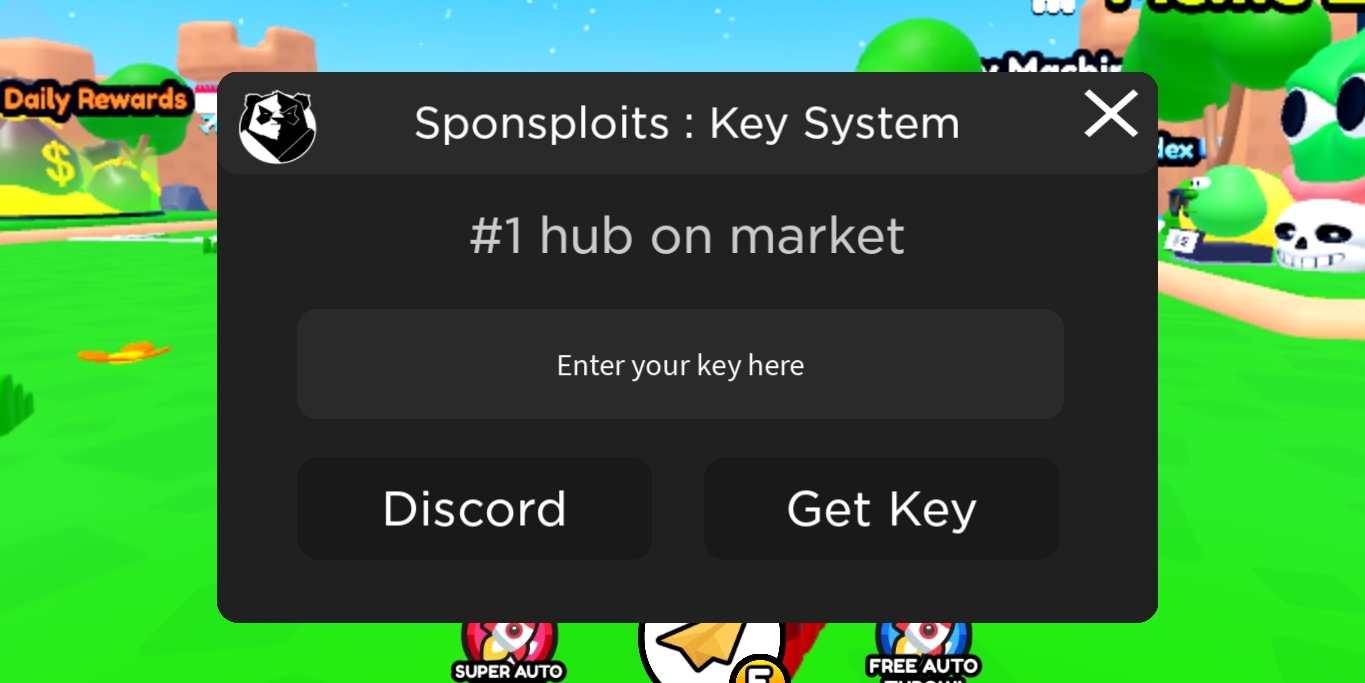 Daily Rewards
Sponsploits : Key System
#1 hub on market
Enter your key here
Discord
Get Key
SUPER AUTO
FREE AUTO